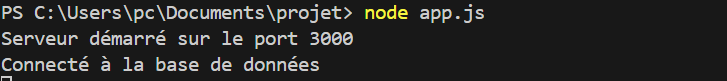 PS C:\Users\pc\Documents\projet> node app.js
Serveur démarré sur le port 3000
Connecté à la base de données